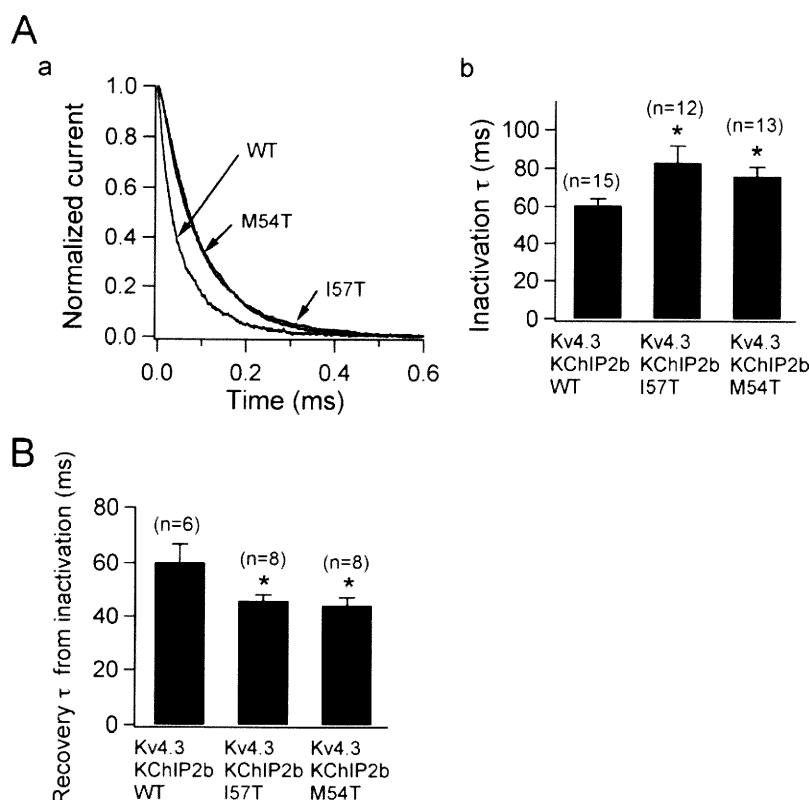 A
a
Normalized current
1.0
0.8
0.6
0.4
0.2
0.0
WT
M54T
I57T
0.0 0.2 0.4 0.6
Time (ms)
b
Inactivation τ (ms)
100
80
60
40
20
0
(n=15)
(n=12)
*
(n=13)
*
Kv4.3 Kv4.3 Kv4.3
KChIP2b KChIP2b KChIP2b
WT I57T M54T
B
Recovery τ from inactivation (ms)
80
60
40
20
0
(n=6)
(n=8)
*
(n=8)
*
Kv4.3 Kv4.3 Kv4.3
KChIP2b KChIP2b KChIP2b
WT I57T M54T